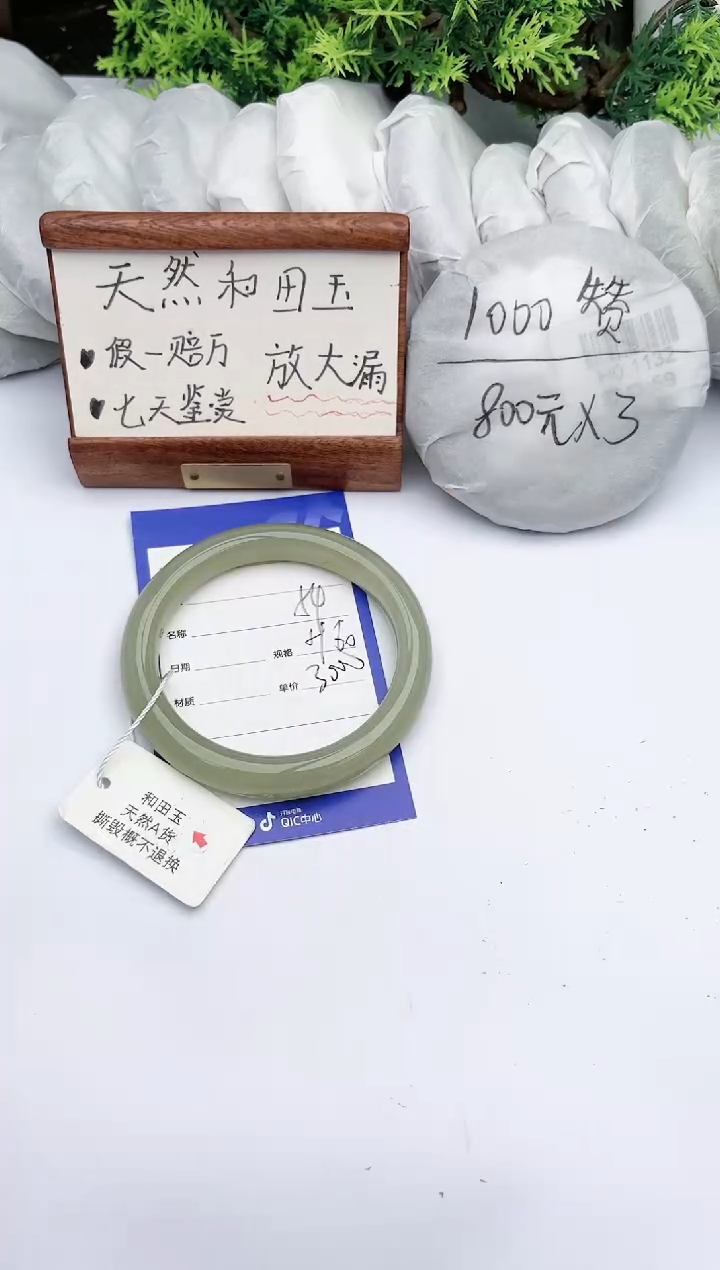 天然和田玉
假一赔万
七天鉴赏
放大漏
1000赞
800元X3
名称
日期
规格
材质
单价
和田玉
天然A货
撕毁概不退换
QIC中心